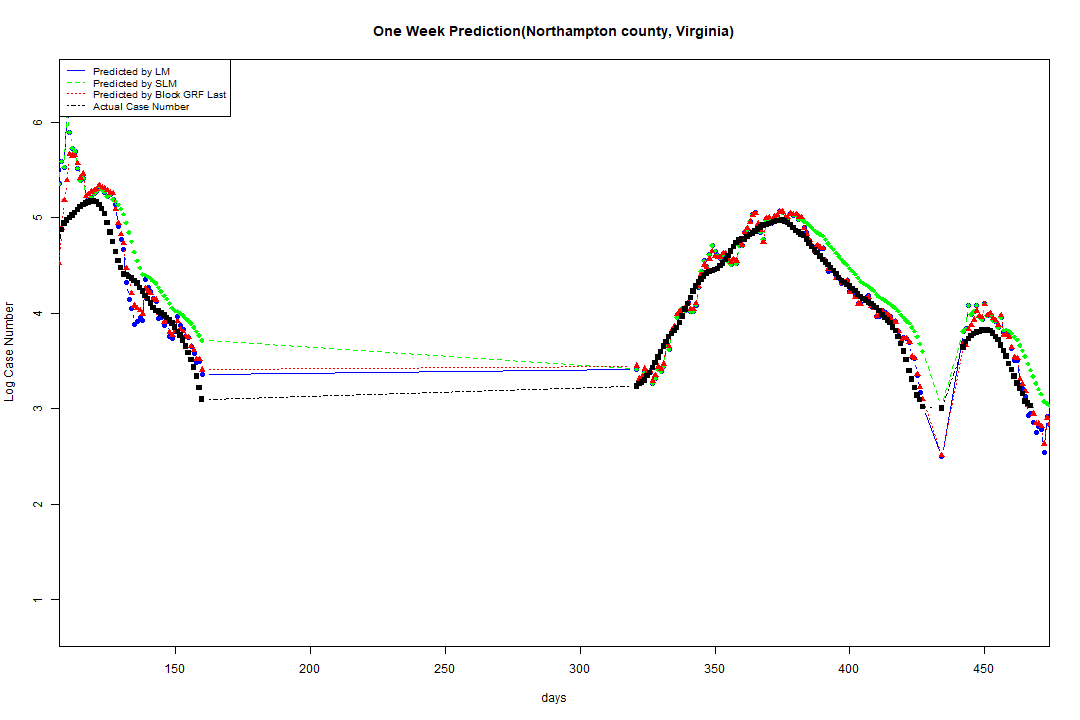 One Week Prediction(Northampton county, Virginia)
Predicted by LM
Predicted by SLM
Predicted by Block GRF Last
Actual Case Number
Log Case Number
6
5
4
3
2
1
150 200 250 300 350 400 450
days